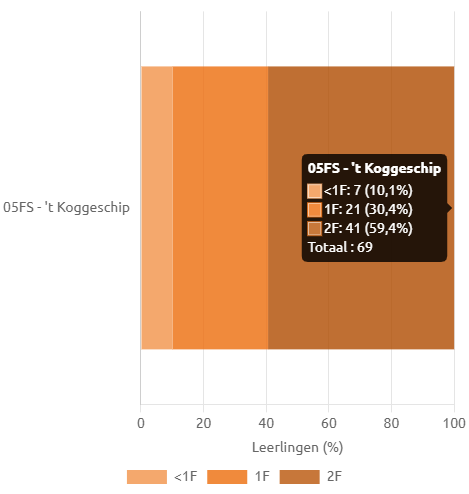 05FS - 't Koggeschip
05FS - 't Koggeschip
<1F: 7 (10,1%)
1F: 21 (30,4%)
2F: 41 (59,4%)
Totaal : 69
0 20 40 60 80 100
Leerlingen (%)
<1F 1F 2F